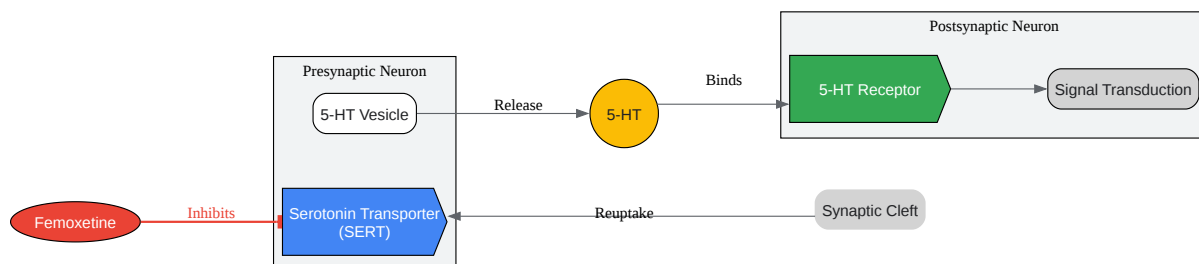 Postsynaptic Neuron
Presynaptic Neuron
5-HT Vesicle
Release
5-HT
Binds
5-HT Receptor
Signal Transduction
Femoxetine
Inhibits
Serotonin Transporter
(SERT)
Reuptake
Synaptic Cleft